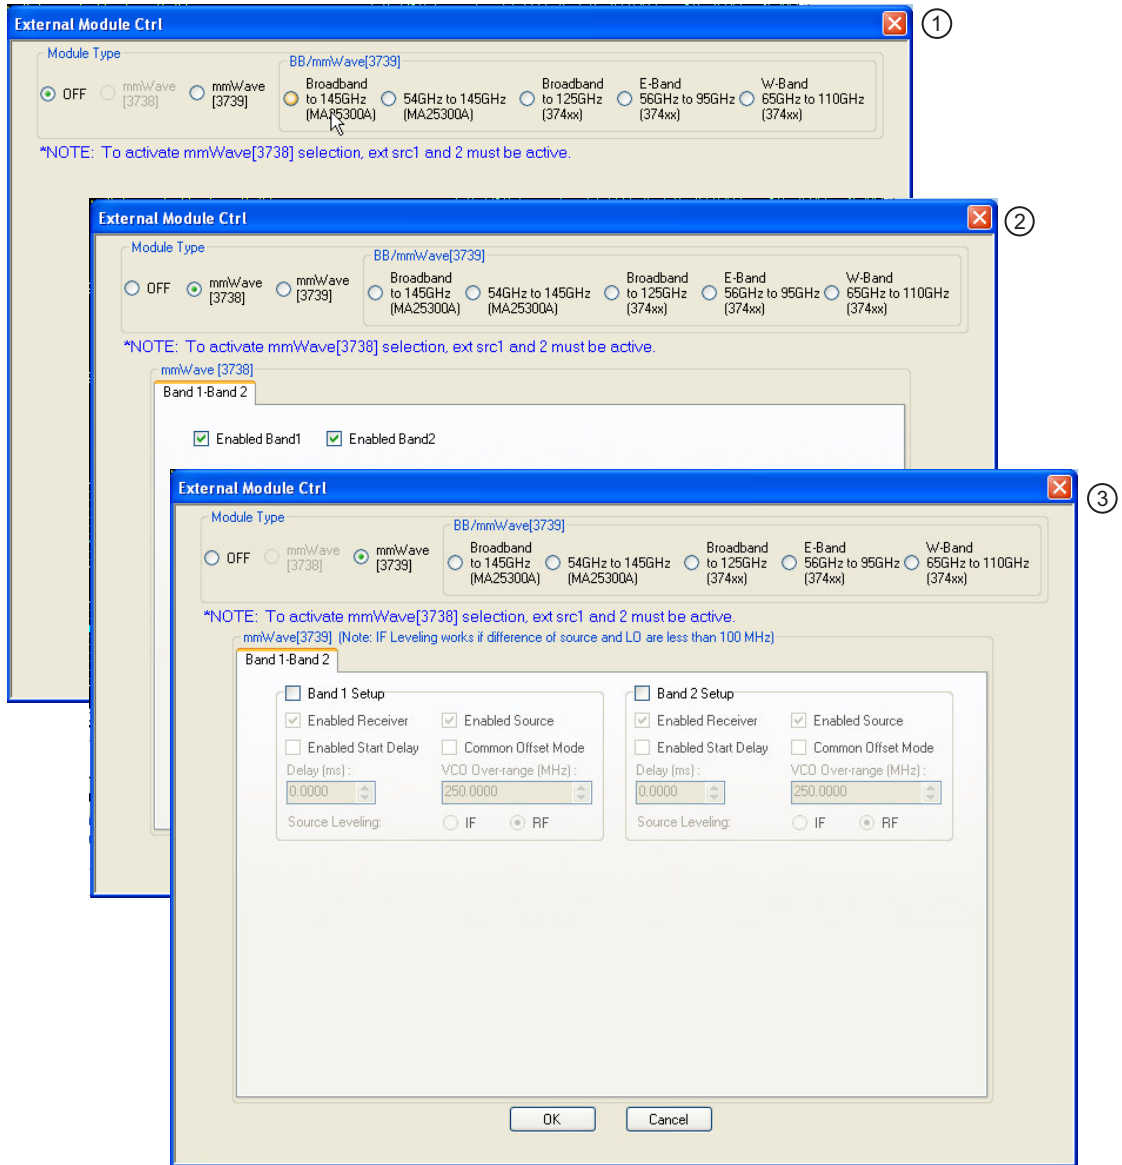 External Module Ctrl
1
Module Type
BB/mmWave[3739]
OFF
mmWave
[3738]
mmWave
[3739]
Broadband
to 145GHz
(MA25300A)
54GHz to 145GHz
(MA25300A)
Broadband
to 125GHz
(374xx)
E-Band
56GHz to 95GHz
(374xx)
W-Band
65GHz to 110GHz
(374xx)
*NOTE: To activate mmWave[3738] selection, ext src1 and 2 must be active.
External Module Ctrl
2
Module Type
BB/mmWave[3739]
OFF
mmWave
[3738]
mmWave
[3739]
Broadband
to 145GHz
(MA25300A)
54GHz to 145GHz
(MA25300A)
Broadband
to 125GHz
(374xx)
E-Band
56GHz to 95GHz
(374xx)
W-Band
65GHz to 110GHz
(374xx)
*NOTE: To activate mmWave[3738] selection, ext src1 and 2 must be active.
mmWave [3738]
Band 1-Band 2
Enabled Band1
Enabled Band2
External Module Ctrl
3
Module Type
BB/mmWave[3739]
OFF
mmWave
[3738]
mmWave
[3739]
Broadband
to 145GHz
(MA25300A)
54GHz to 145GHz
(MA25300A)
Broadband
to 125GHz
(374xx)
E-Band
56GHz to 95GHz
(374xx)
W-Band
65GHz to 110GHz
(374xx)
*NOTE: To activate mmWave[3738] selection, ext src1 and 2 must be active.
mmWave[3739] (Note: IF Leveling works if difference of source and LO are less than 100 MHz)
Band 1-Band 2
Band 1 Setup
Enabled Receiver
Enabled Source
Enabled Start Delay
Common Offset Mode
Delay (ms) :
VCO Over-range (MHz) :
0.0000
250.0000
Source Leveling:
IF
RF
Band 2 Setup
Enabled Receiver
Enabled Source
Enabled Start Delay
Common Offset Mode
Delay (ms) :
VCO Over-range (MHz) :
0.0000
250.0000
Source Leveling:
IF
RF
OK
Cancel